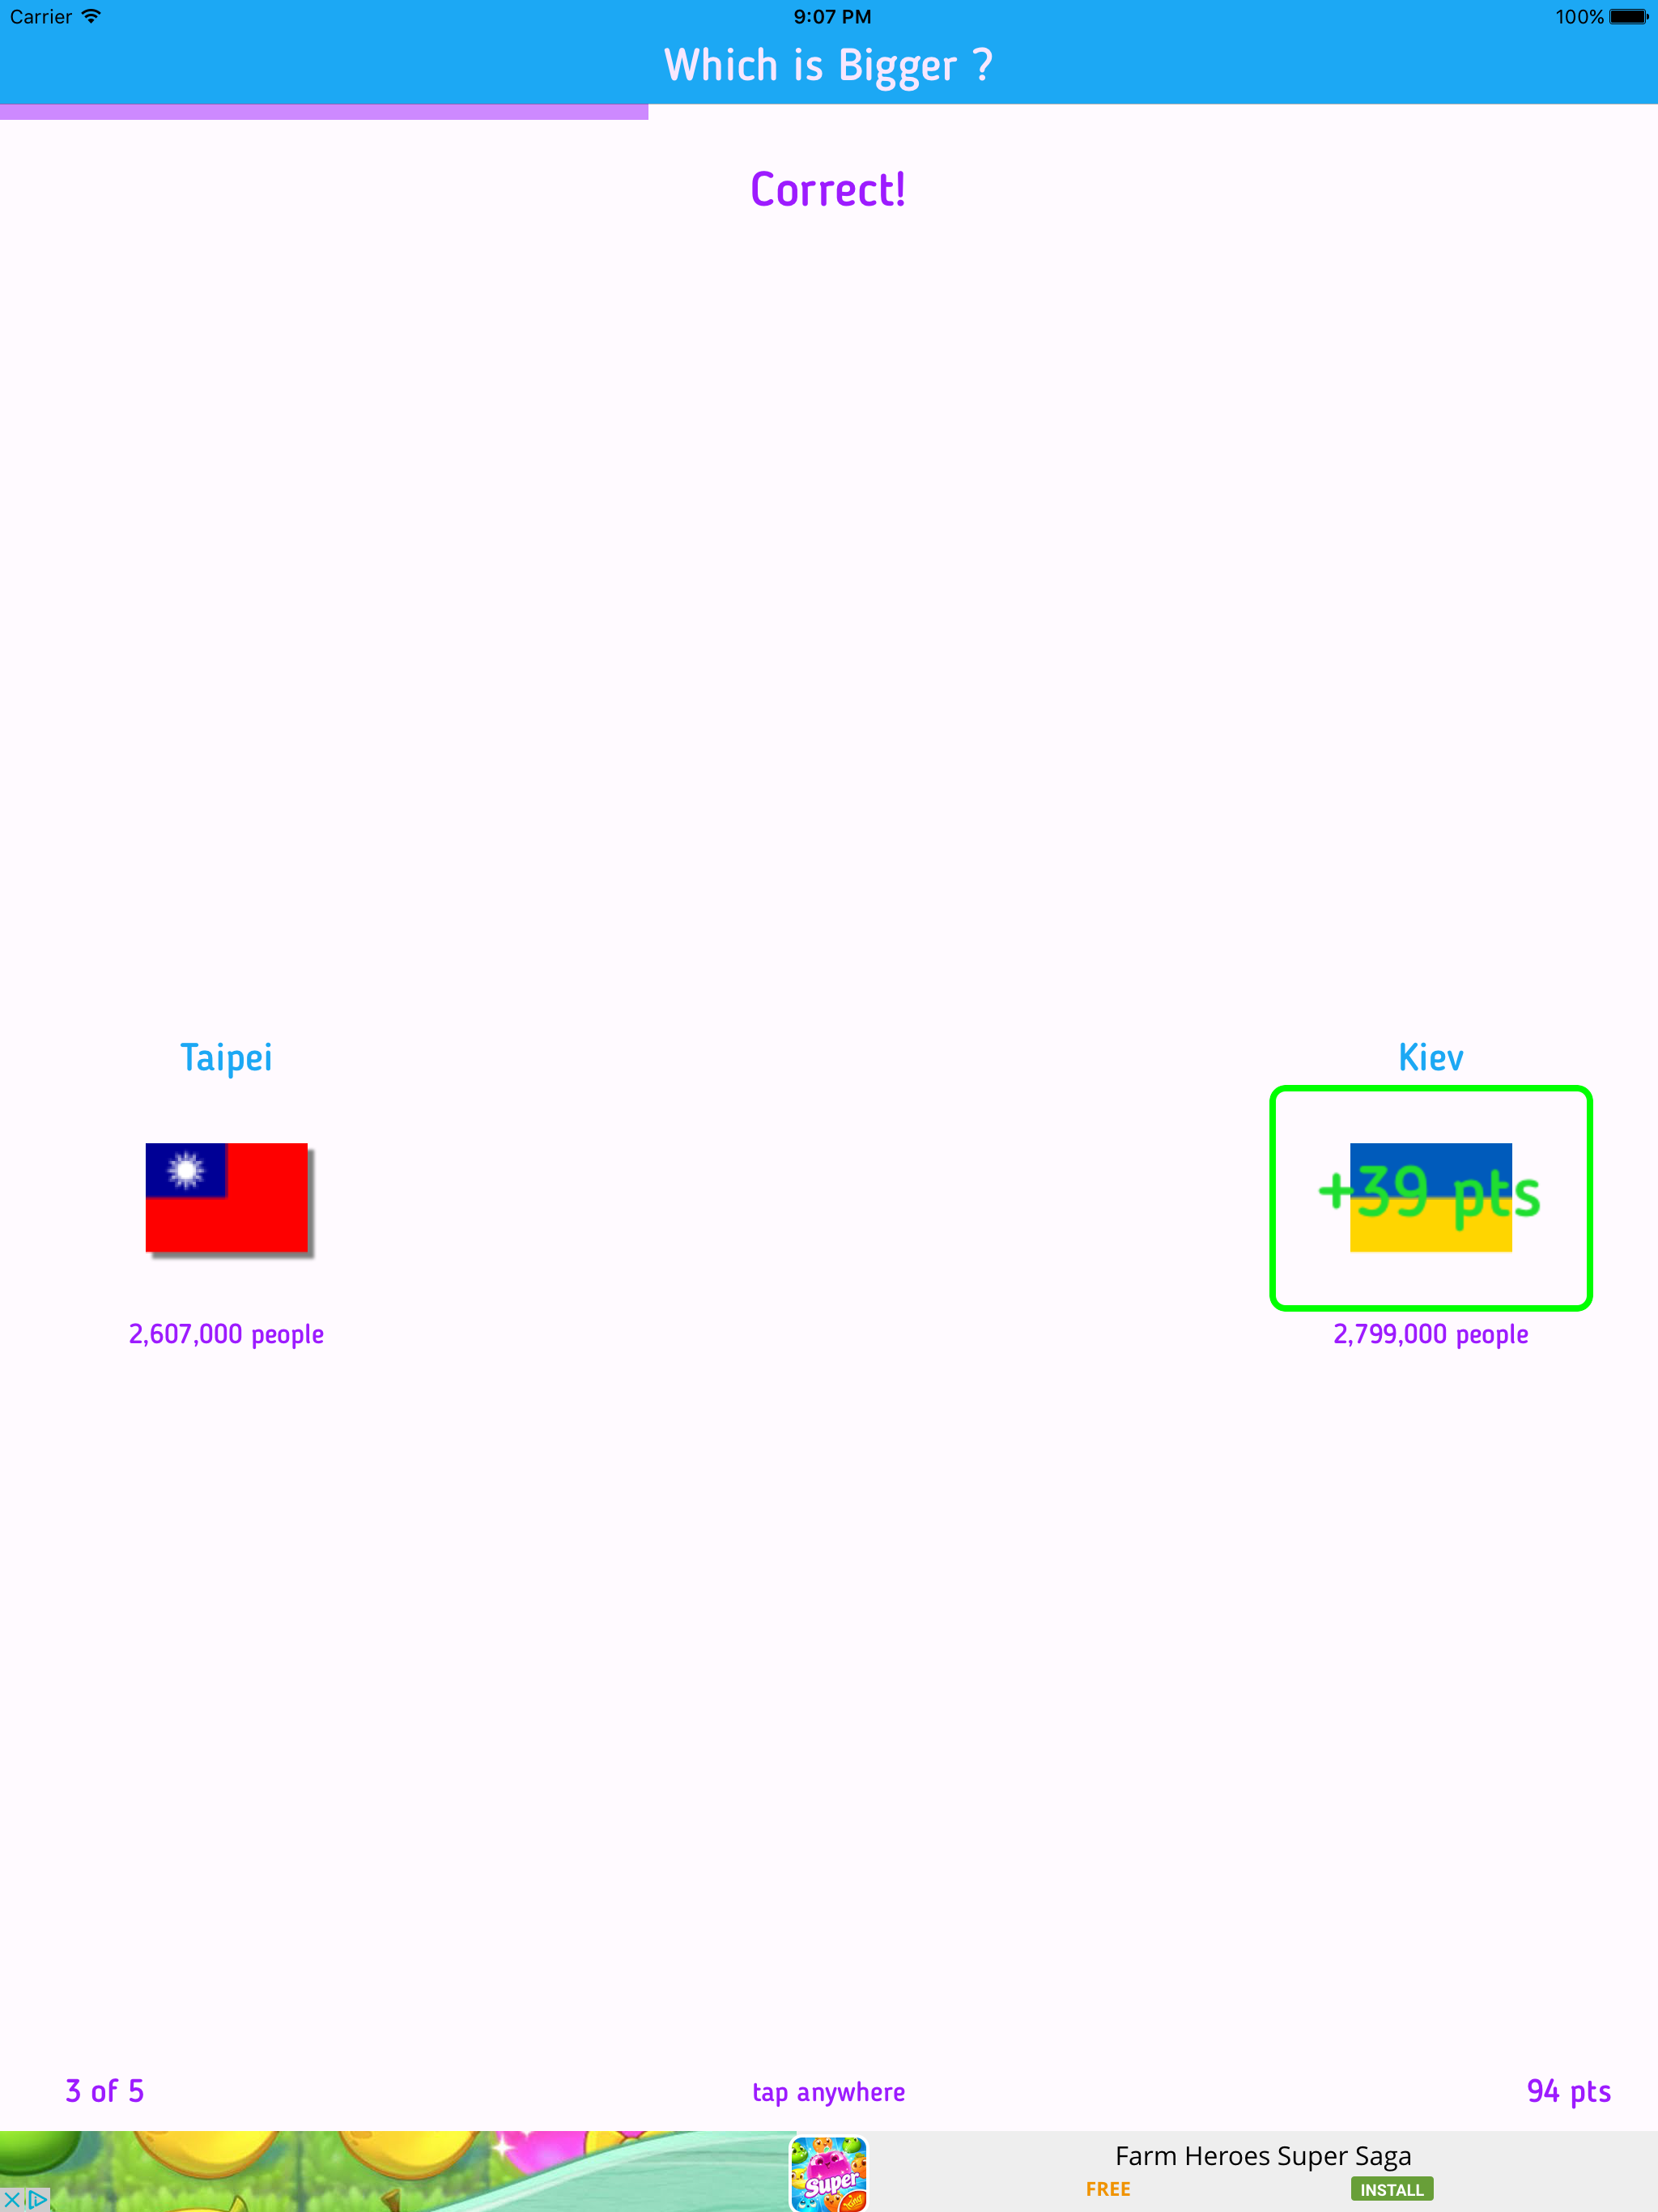 Carrier 9:07 PM 100%
Which is Bigger ?
Correct!
Taipei
Kiev
+39 pts
2,607,000 people
2,799,000 people
3 of 5
tap anywhere
94 pts
Super
King
Farm Heroes Super Saga
FREE
INSTALL